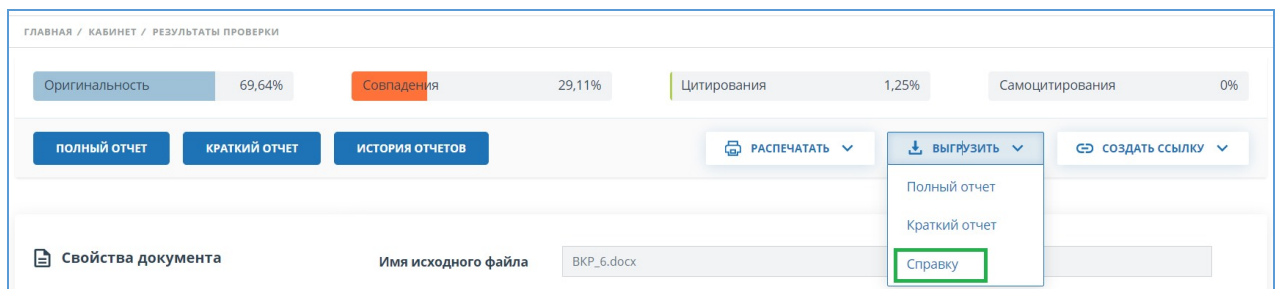 ГЛАВНАЯ / КАБИНЕТ / РЕЗУЛЬТАТЫ ПРОВЕРКИ
Оригинальность 69,64% Совпадения 29,11% Цитирования 1,25% Самоцитирования 0%
ПОЛНЫЙ ОТЧЕТ КРАТКИЙ ОТЧЕТ ИСТОРИЯ ОТЧЕТОВ РАСПЕЧАТАТЬ ВЫГРУЗИТЬ СОЗДАТЬ ССЫЛКУ
Полный отчет
Краткий отчет
Свойства документа Имя исходного файла ВКР_6.docx Справку